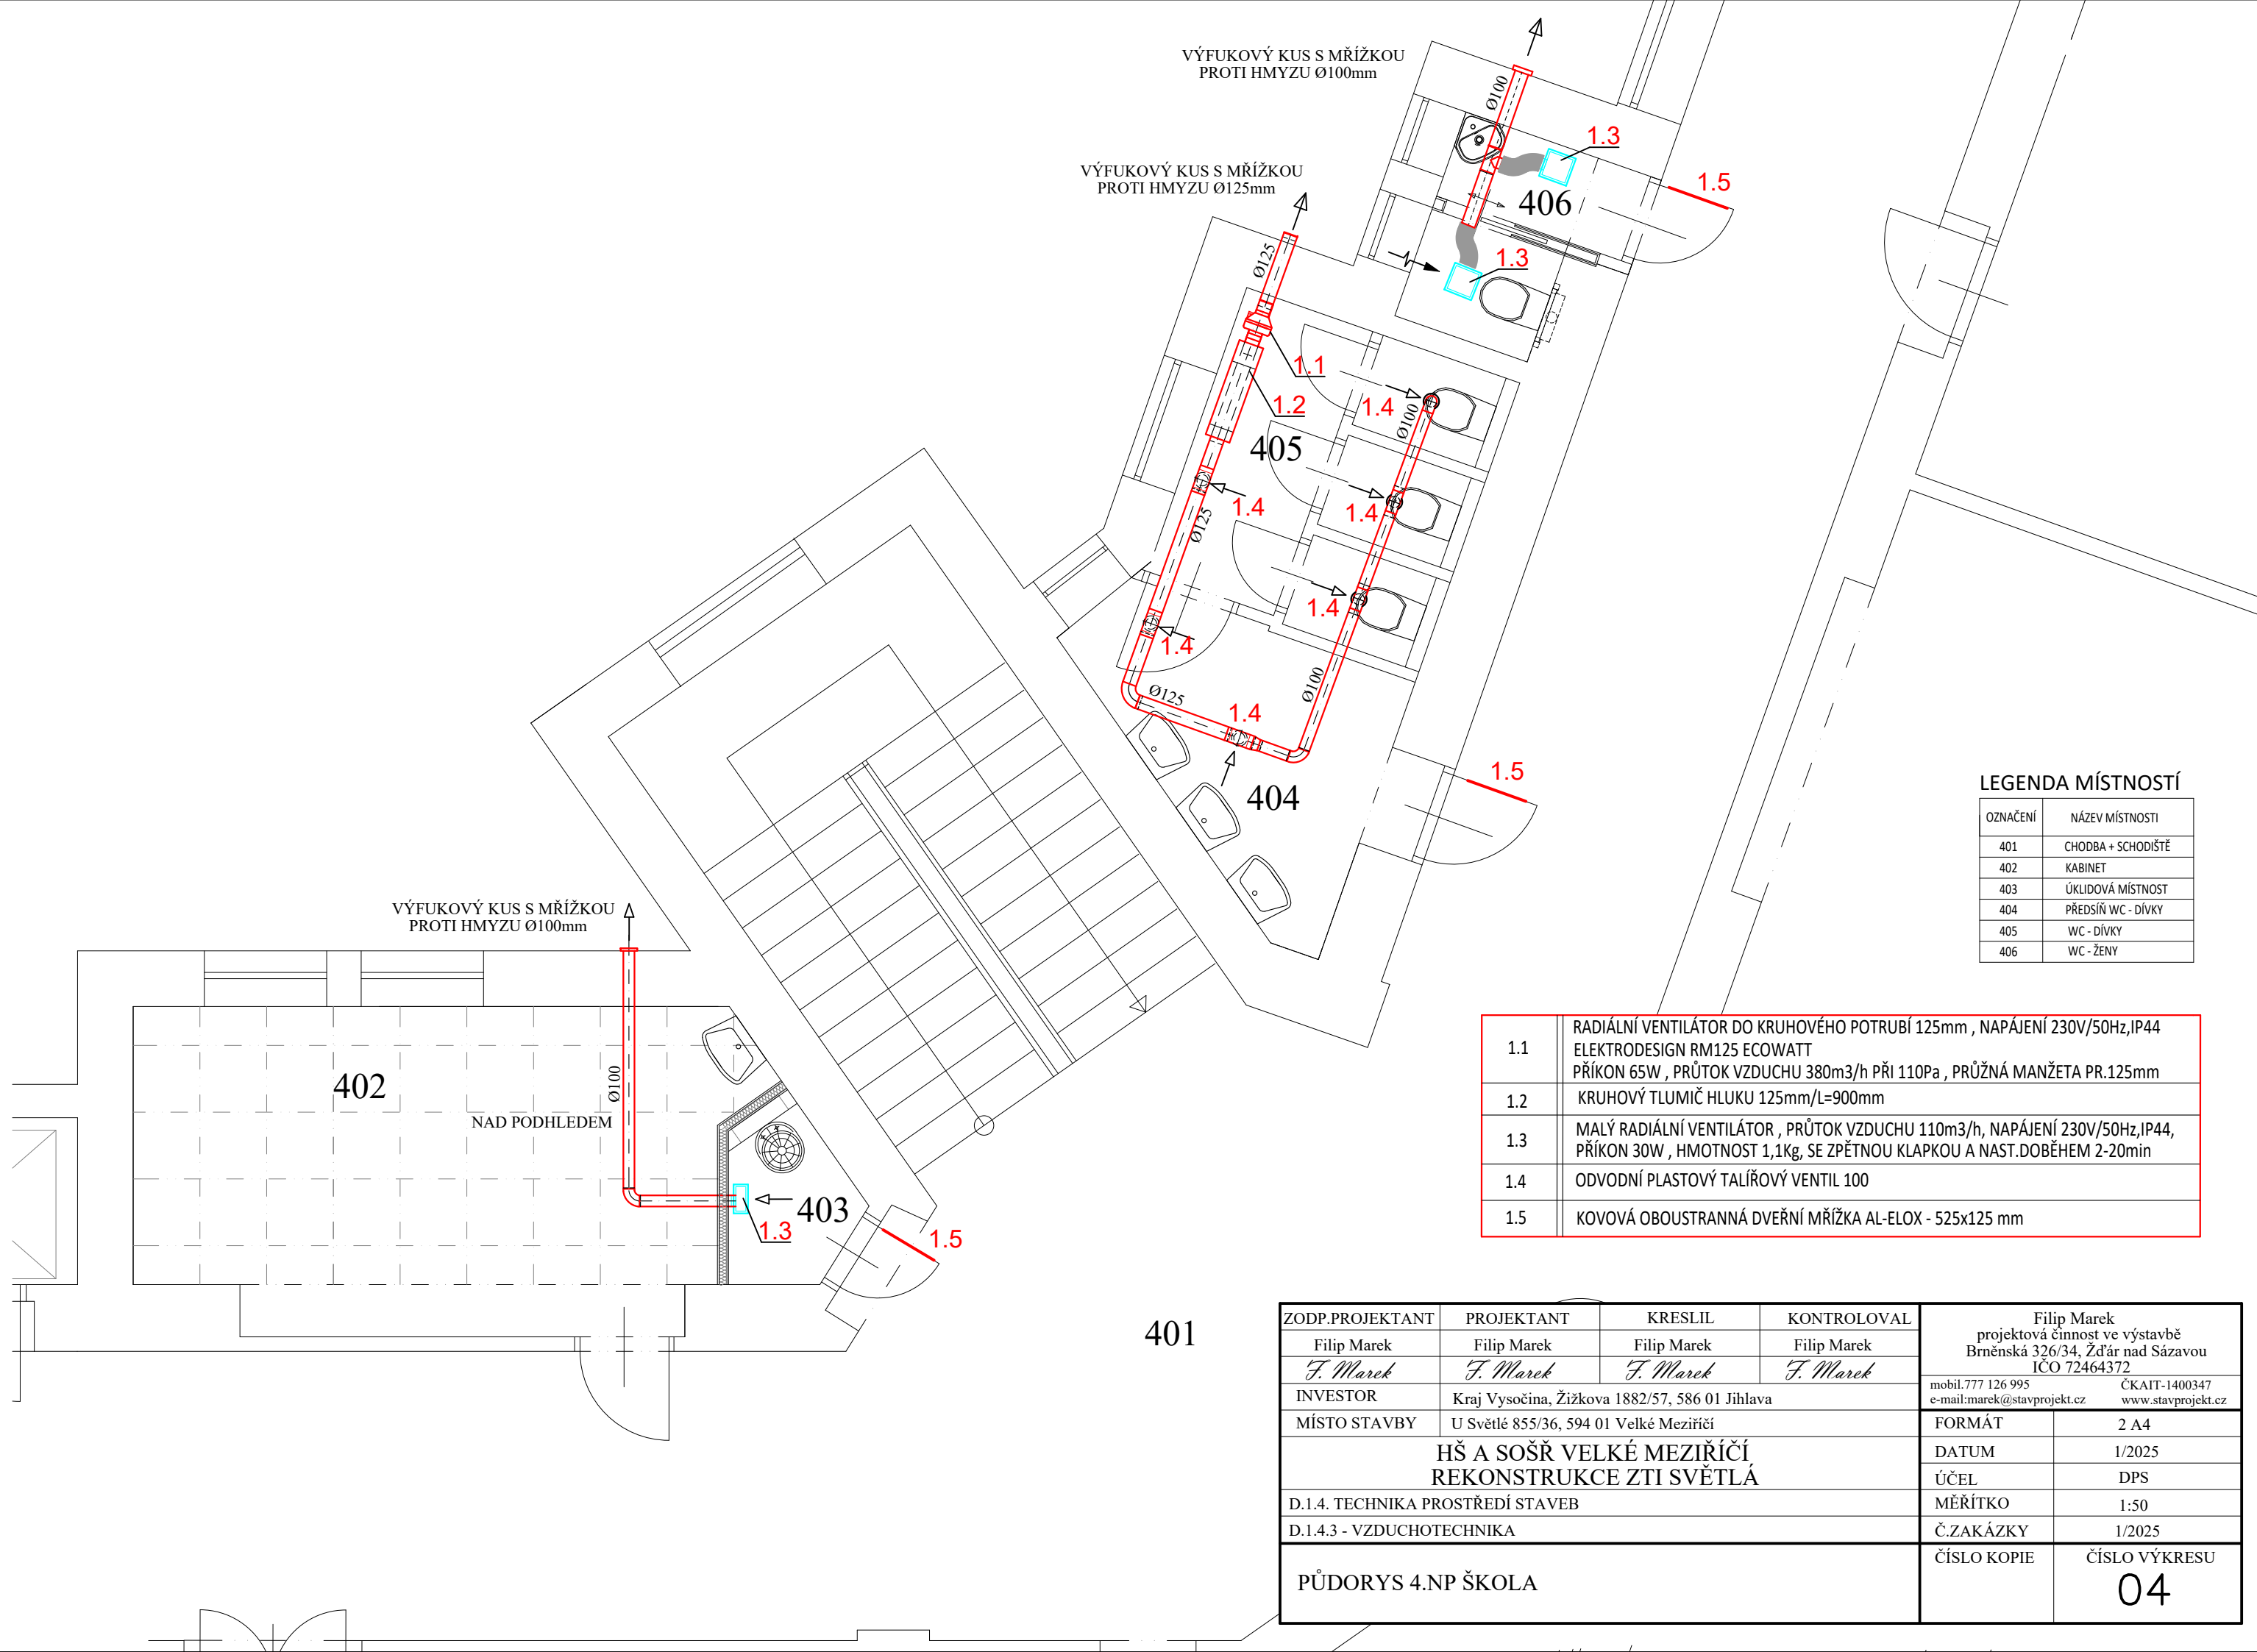 VÝFUKOVÝ KUS S MŘÍŽKOU
PROTI HMYZU Ø100mm
Ø100
1.3
1.5
406
1.3
VÝFUKOVÝ KUS S MŘÍŽKOU
PROTI HMYZU Ø125mm
Ø125
1.1
1.2
405
1.4
Ø100
1.4
Ø125
1.4
1.4
1.4
Ø125
1.4
Ø100
404
1.5
VÝFUKOVÝ KUS S MŘÍŽKOU
PROTI HMYZU Ø100mm
402
Ø100
NAD PODHLEDEM
403
1.3
1.5
401
LEGENDA MÍSTNOSTÍ
OZNAČENÍ NÁZEV MÍSTNOSTI
401 CHODBA + SCHODIŠTĚ
402 KABINET
403 ÚKLIDOVÁ MÍSTNOST
404 PŘEDSÍŇ WC - DÍVKY
405 WC - DÍVKY
406 WC - ŽENY
1.1 RADIÁLNÍ VENTILÁTOR DO KRUHOVÉHO POTRUBÍ 125mm , NAPÁJENÍ 230V/50Hz,IP44
ELEKTRODESIGN RM125 ECOWATT
PŘÍKON 65W , PRŮTOK VZDUCHU 380m3/h PŘI 110Pa , PRŮŽNÁ MANŽETA PR.125mm
1.2 KRUHOVÝ TLUMIČ HLUKU 125mm/L=900mm
1.3 MALÝ RADIÁLNÍ VENTILÁTOR , PRŮTOK VZDUCHU 110m3/h, NAPÁJENÍ 230V/50Hz,IP44,
PŘÍKON 30W , HMOTNOST 1,1Kg, SE ZPĚTNOU KLAPKOU A NAST.DOBĚHEM 2-20min
1.4 ODVODNÍ PLASTOVÝ TALÍŘOVÝ VENTIL 100
1.5 KOVOVÁ OBOUSTRANNÁ DVEŘNÍ MŘÍŽKA AL-ELOX - 525x125 mm
ZODP.PROJEKTANT PROJEKTANT KRESLIL KONTROLOVAL
Filip Marek Filip Marek Filip Marek Filip Marek
F. Marek F. Marek F. Marek F. Marek
Filip Marek
projektová činnost ve výstavbě
Brněnská 326/34, Žďár nad Sázavou
IČO 72464372
mobil.777 126 995 ČKAIT-1400347
e-mail:marek@stavprojekt.cz www.stavprojekt.cz
INVESTOR Kraj Vysočina, Žižkova 1882/57, 586 01 Jihlava
MÍSTO STAVBY U Světlé 855/36, 594 01 Velké Meziříčí
HŠ A SOŠŘ VELKÉ MEZIŘÍČÍ
REKONSTRUKCE ZTI SVĚTLÁ
D.1.4. TECHNIKA PROSTŘEDÍ STAVEB
D.1.4.3 - VZDUCHOTECHNIKA
FORMÁT 2 A4
DATUM 1/2025
ÚČEL DPS
MĚŘÍTKO 1:50
Č.ZAKÁZKY 1/2025
PŮDORYS 4.NP ŠKOLA
ČÍSLO KOPIE ČÍSLO VÝKRESU
04